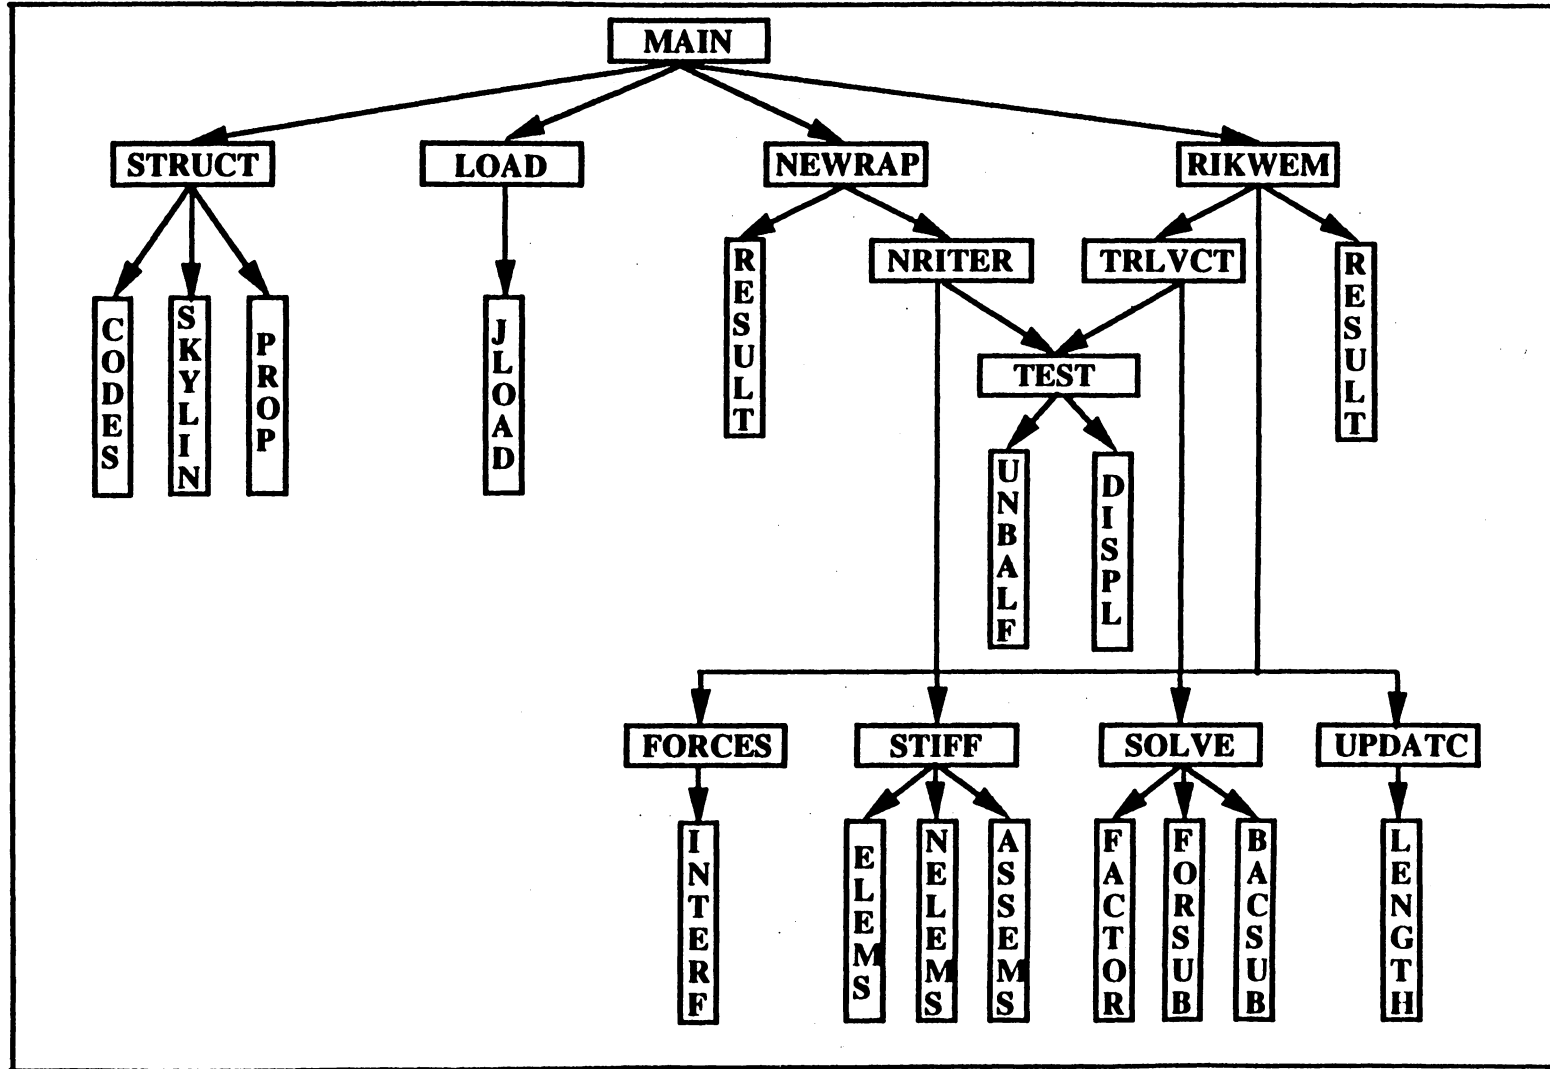 MAIN
STRUCT
LOAD
NEWRAP
RIKWEM
RESULT
NRITER
TRLVCT
RESULT
CODES
SKYLIN
PROP
JLOAD
TEST
UNBALF
DISPL
FORCES
STIFF
SOLVE
UPDATC
INTERF
ELEMS
NELEMS
ASSEMS
FACTOR
FORSUB
BACSUB
LENGTH